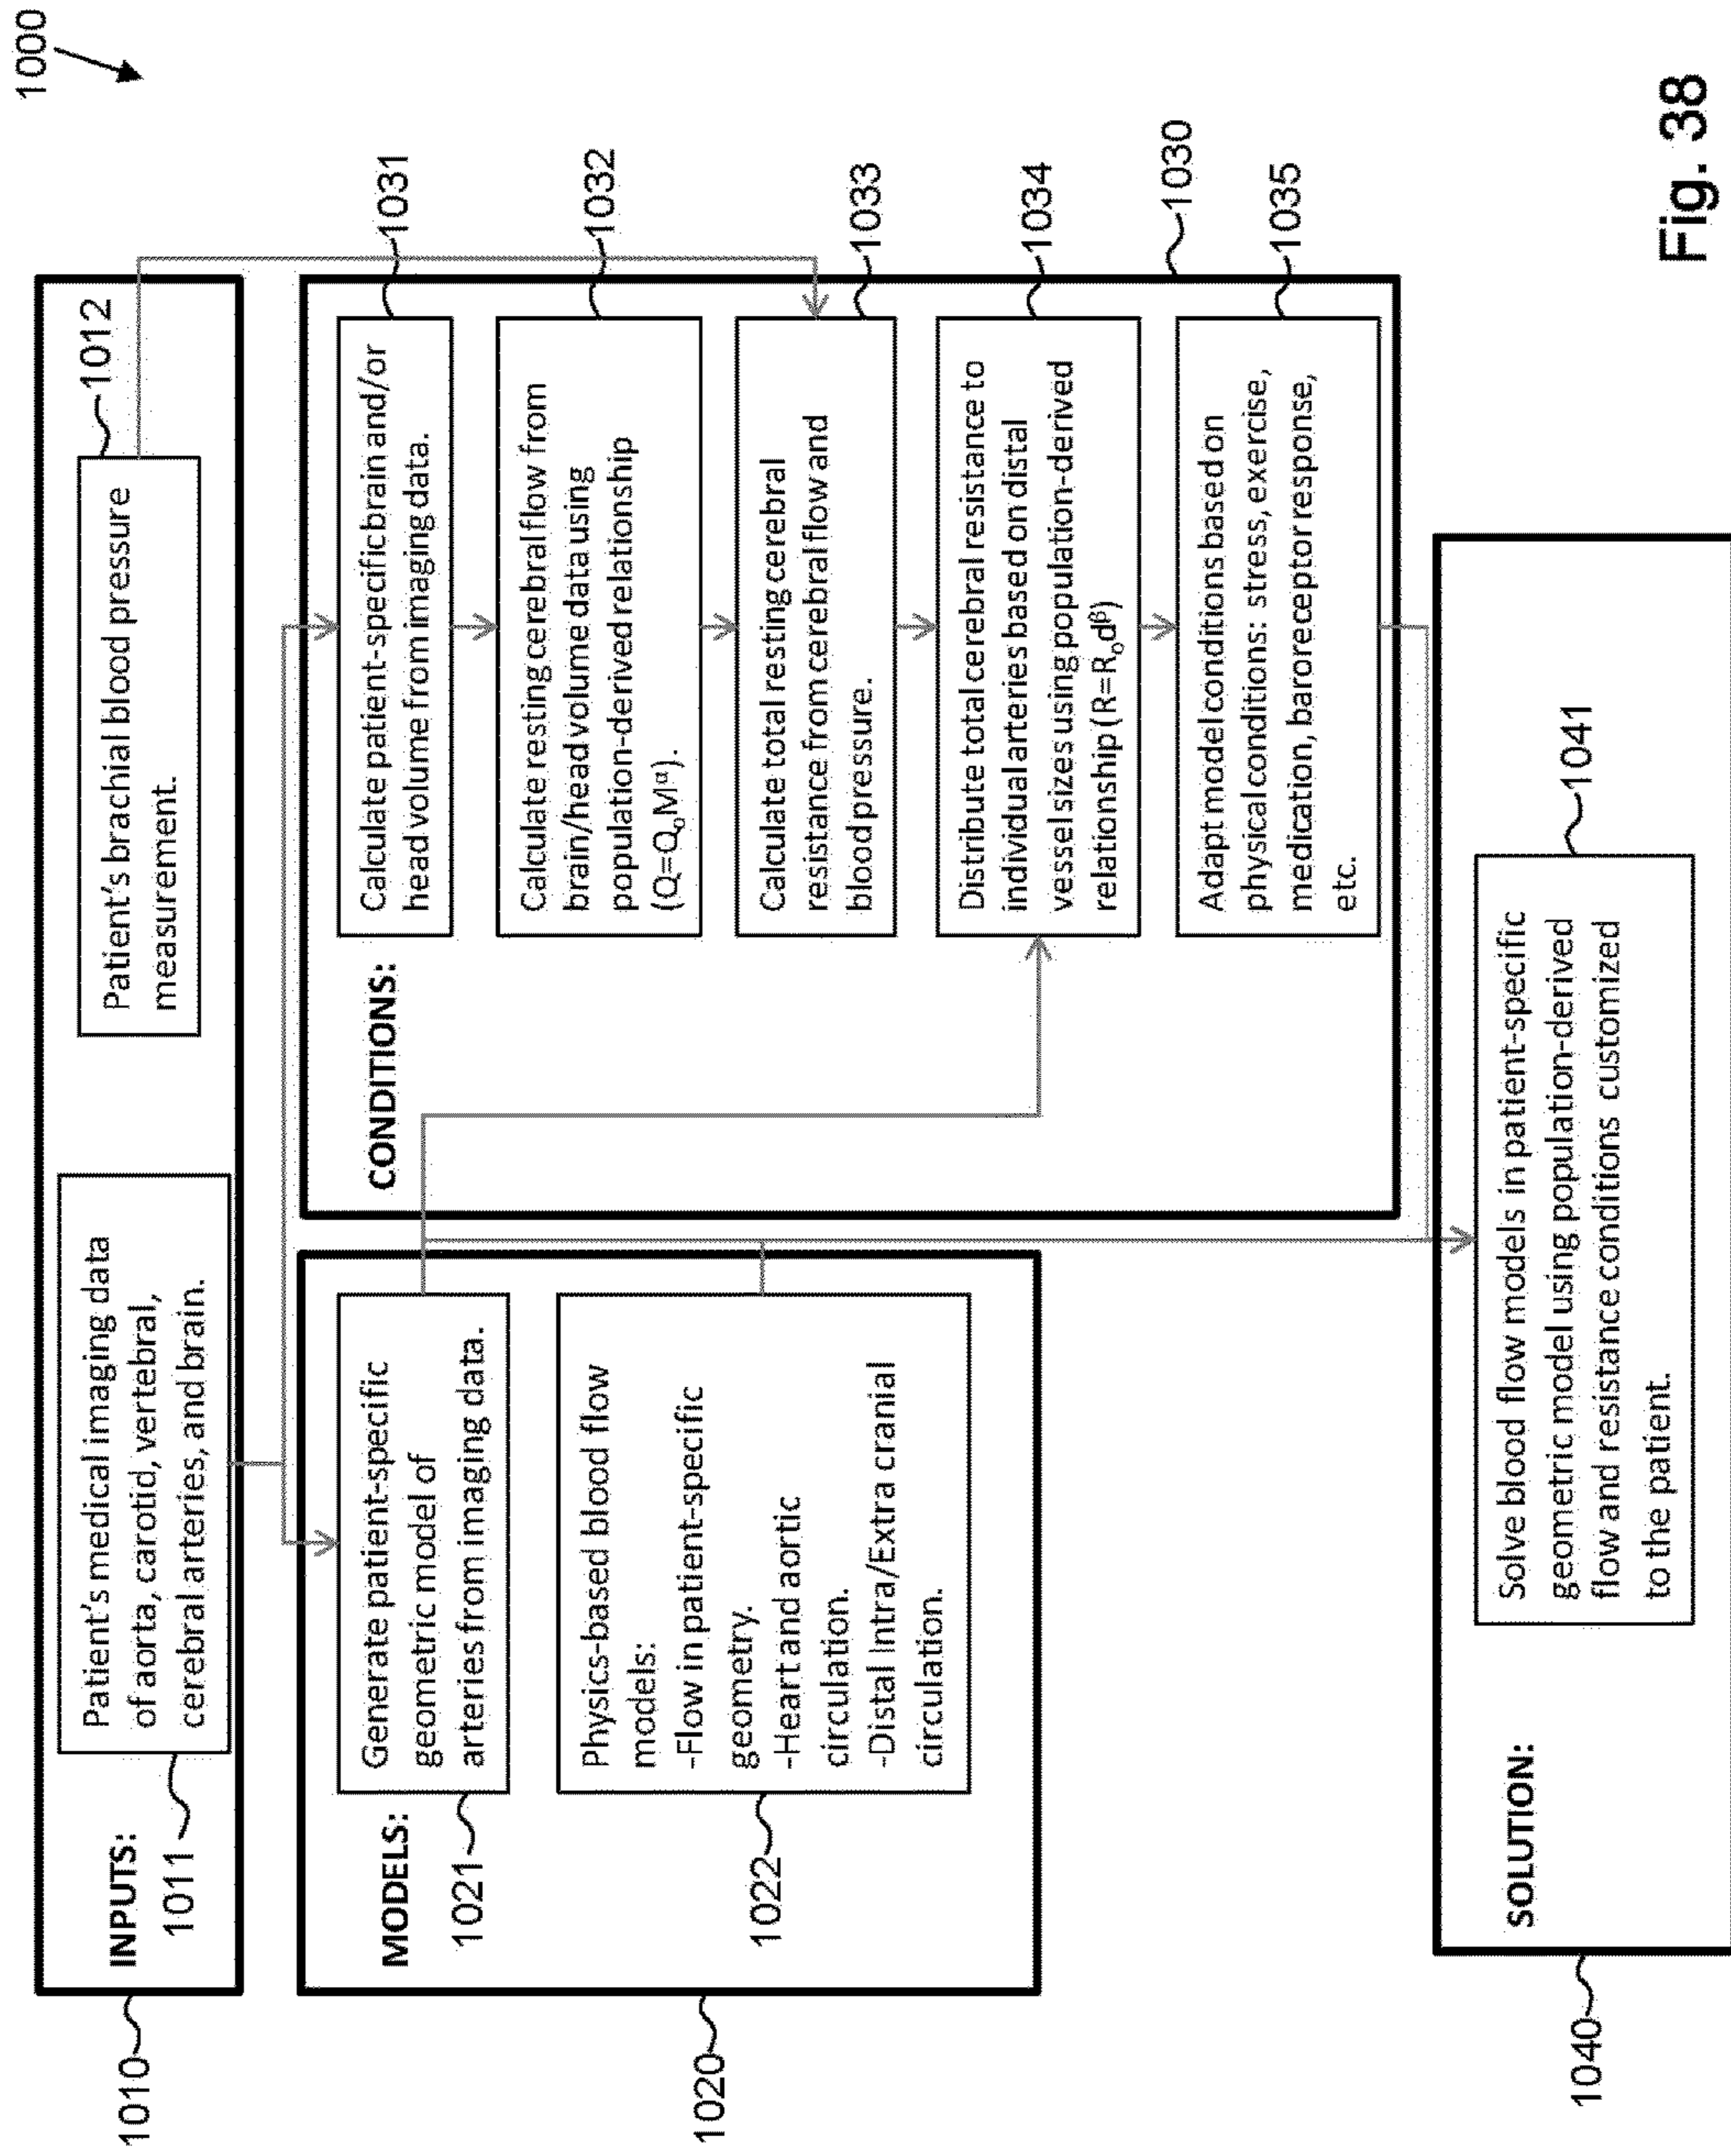 1000
1010
INPUTS:
1011
Patient's medical imaging data
of aorta, carotid, vertebral,
cerebral arteries, and brain.
1012
Patient's brachial blood pressure
measurement.
1020
MODELS:
1021
Generate patient-specific
geometric model of
arteries from imaging data.
1022
Physics-based blood flow
models:
-Flow in patient-specific
geometry.
-Heart and aortic
circulation.
-Distal Intra/Extra cranial
circulation.
CONDITIONS:
1030
1031
Calculate patient-specific brain and/or
head volume from imaging data.
1032
Calculate resting cerebral flow from
brain/head volume data using
population-derived relationship
(Q=QₒMᵅ).
1033
Calculate total resting cerebral
resistance from cerebral flow and
blood pressure.
1034
Distribute total cerebral resistance to
individual arteries based on distal
vessel sizes using population-derived
relationship (R=Rₒdᵝ)
1035
Adapt model conditions based on
physical conditions: stress, exercise,
medication, baroreceptor response,
etc.
1040
SOLUTION:
1041
Solve blood flow models in patient-specific
geometric model using population-derived
flow and resistance conditions customized
to the patient.
Fig. 38